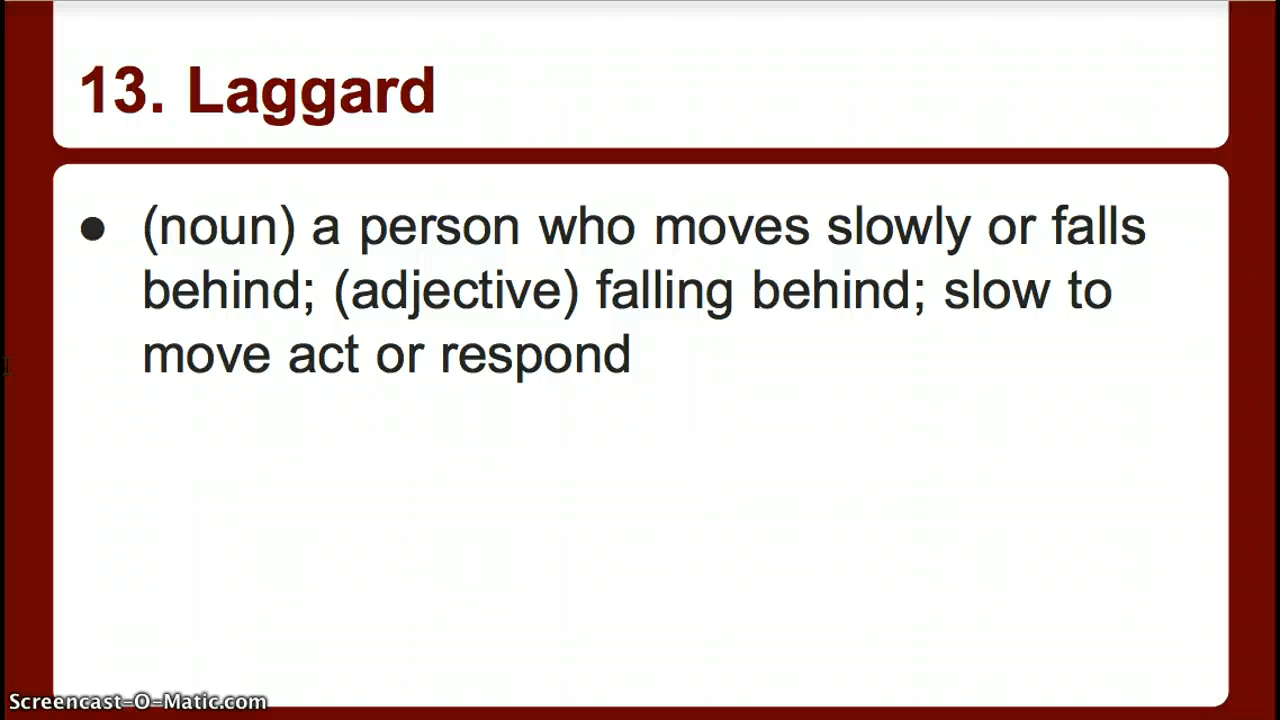 13. Laggard
● (noun) a person who moves slowly or falls
behind; (adjective) falling behind; slow to
move act or respond
Screencast-O-Matic.com